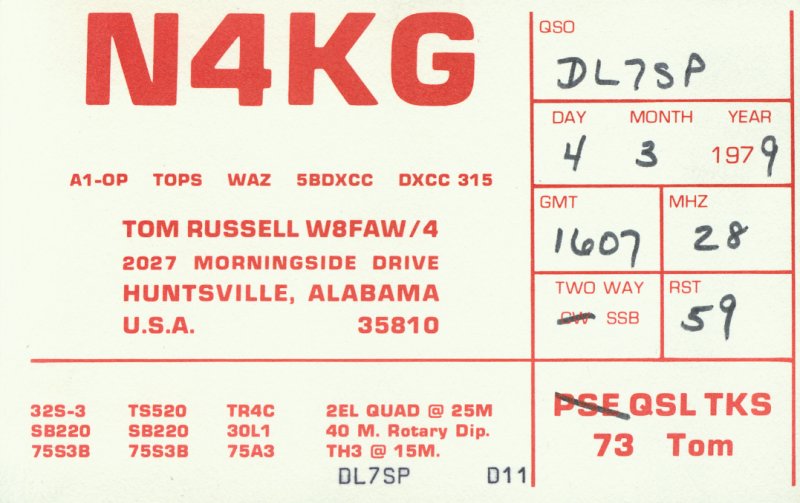 N4KG
A1-OP TOPS WAZ 5BDXCC DXCC 315
TOM RUSSELL W8FAW/4
2027 MORNINGSIDE DRIVE
HUNTSVILLE, ALABAMA
U.S.A. 35810
QSO
DL7SP
DAY MONTH YEAR
4 3 1979
GMT MHZ
1607 28
TWO WAY RST
CW SSB 59
32S-3 TS520 TR4C 2EL QUAD @ 25M
SB220 SB220 30L1 40 M. Rotary Dip.
75S3B 75S3B 75A3 TH3 @ 15M.
DL7SP D11
PSE QSL TKS
73 Tom